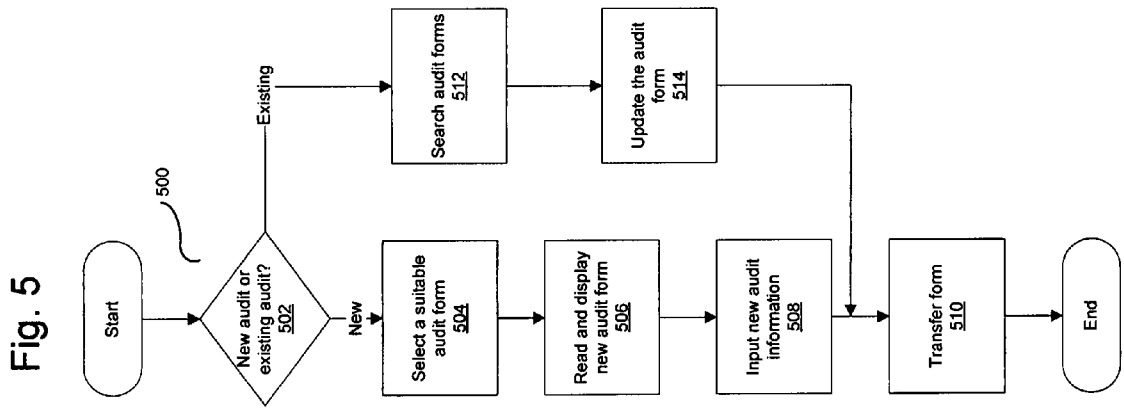 Fig. 5
Start
500
New audit or
existing audit?
502
Existing
New
Select a suitable
audit form
504
Search audit forms
512
Read and display
new audit form
506
Update the audit
form
514
Input new audit
information
508
Transfer form
510
End